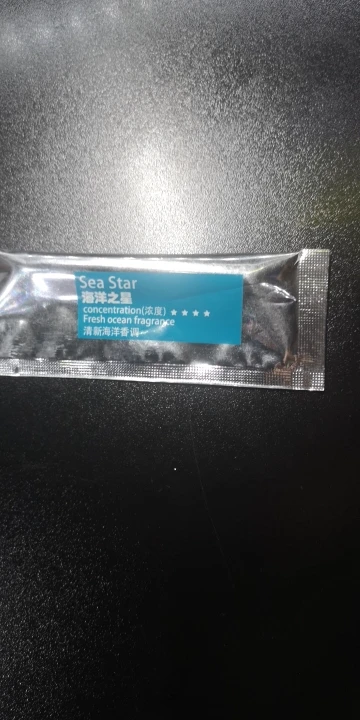 Sea Star
海洋之星
concentration(浓度) ★ ★ ★ ★
Fresh ocean fragrance
清新海洋香调